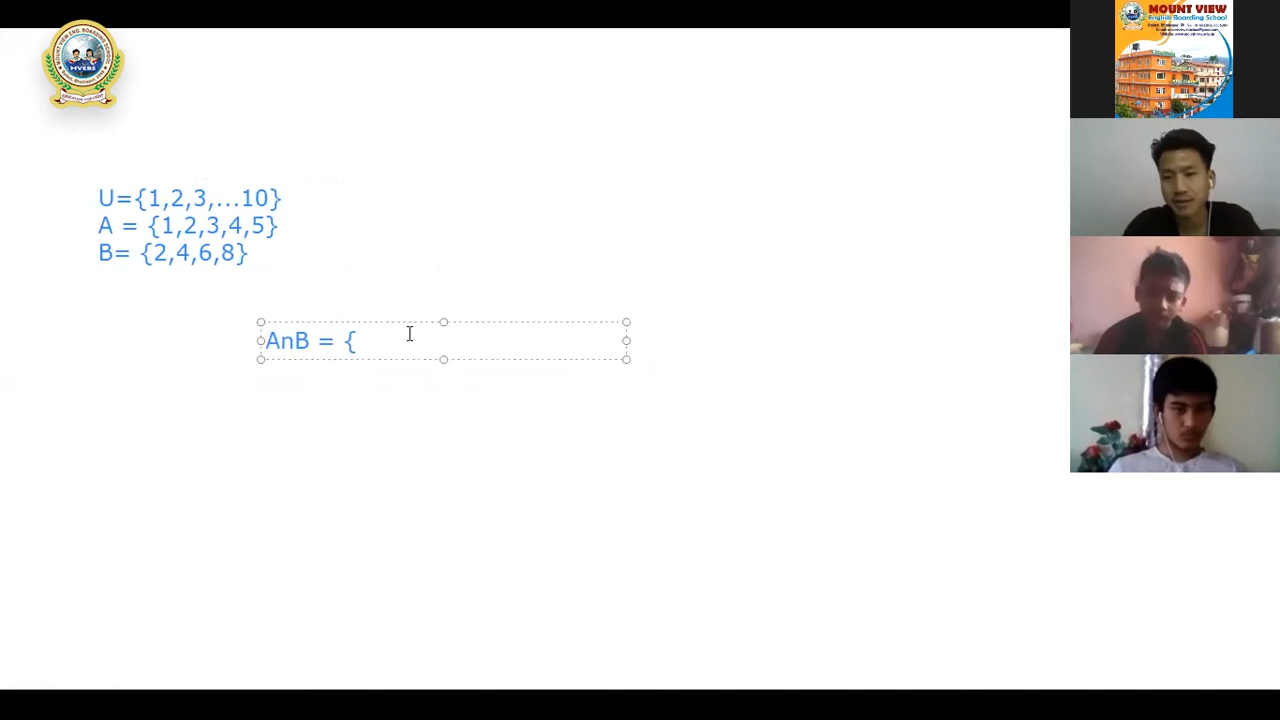 MOUNT VIEW
English Boarding School
MVEBS
U={1,2,3,...10}
A = {1,2,3,4,5}
B= {2,4,6,8}
AnB = {